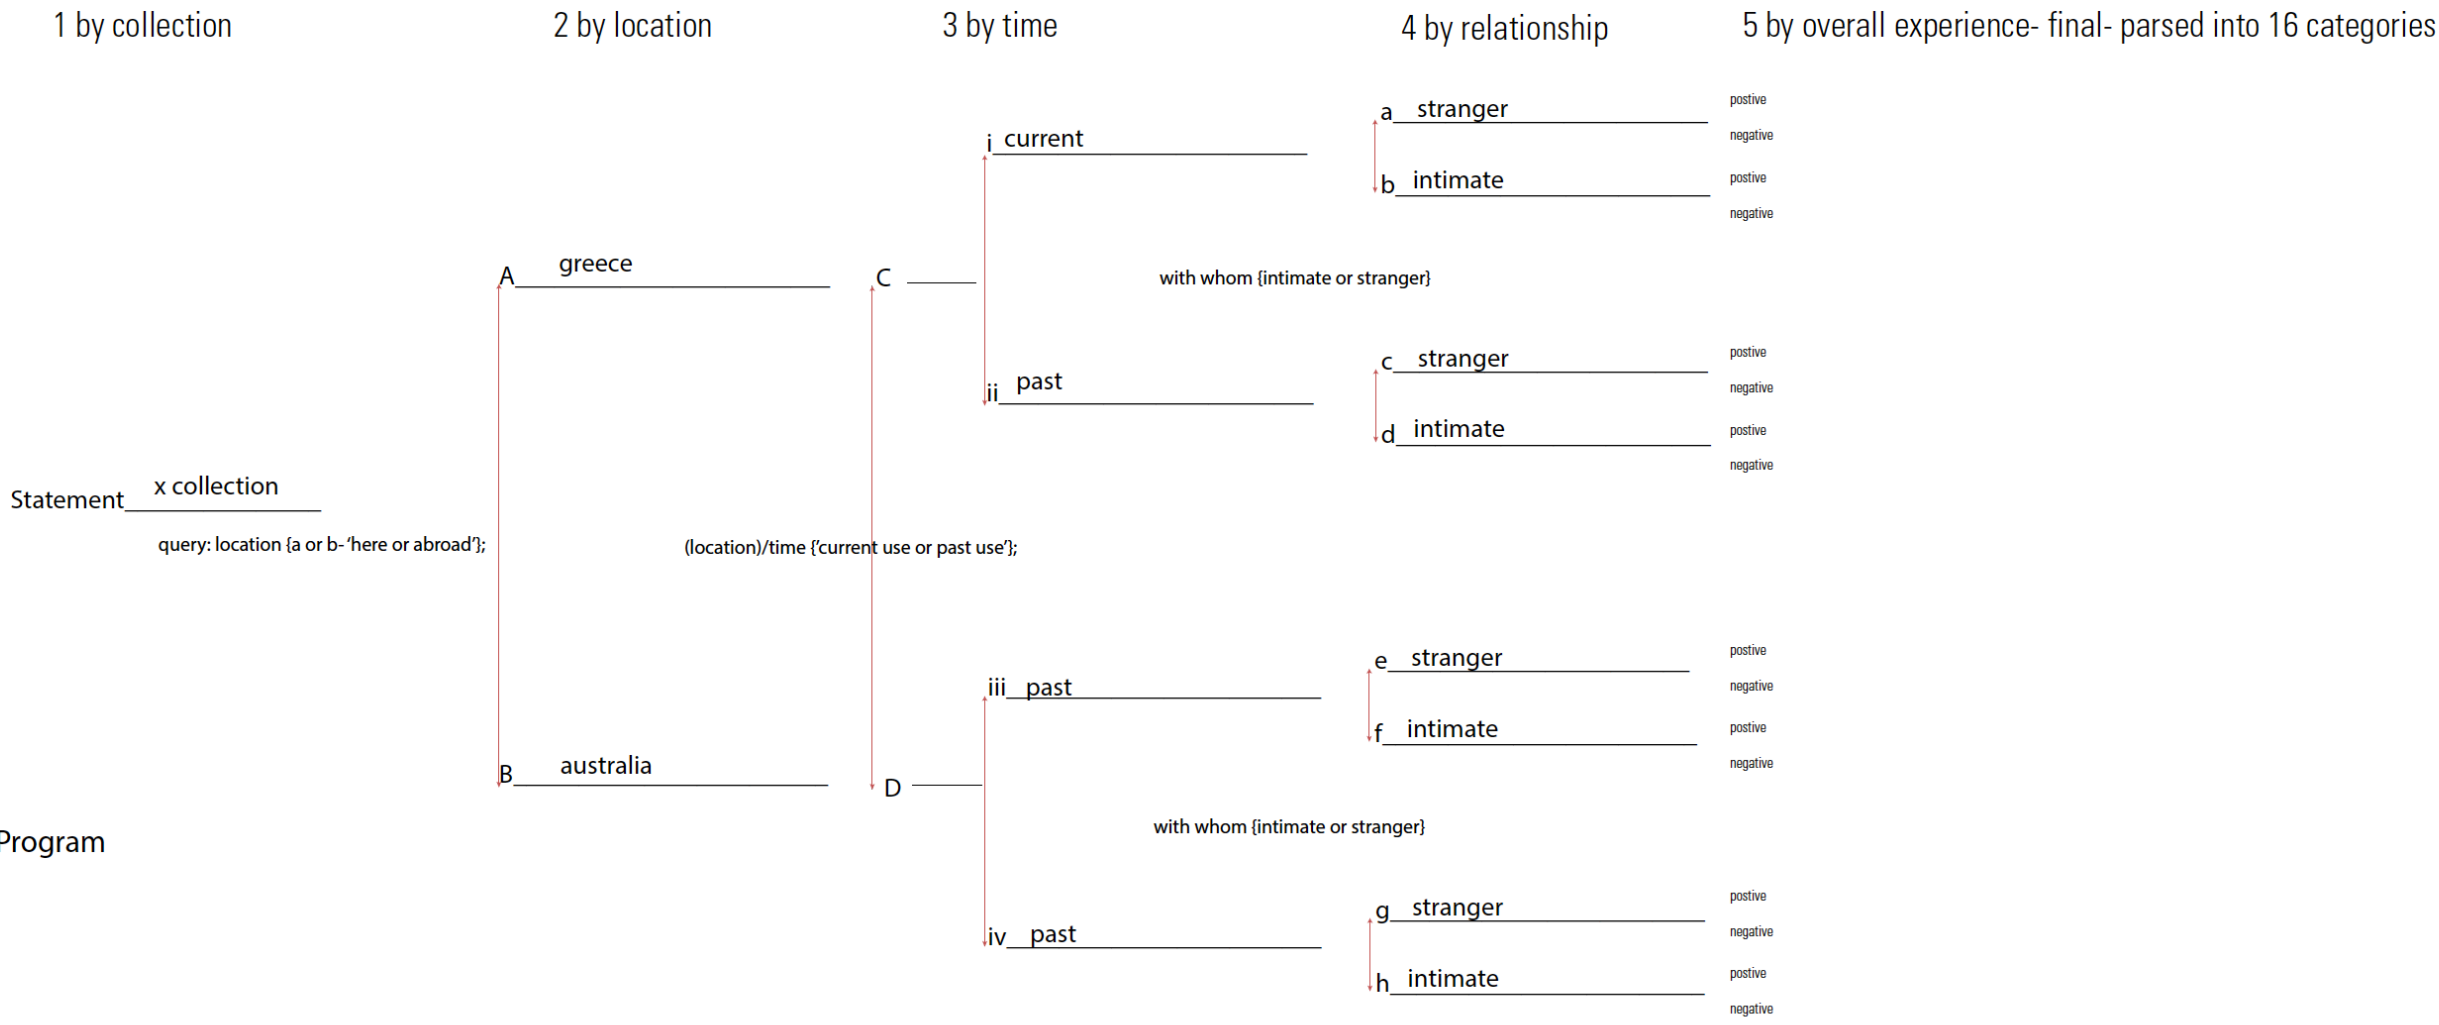 1 by collection
2 by location
3 by time
4 by relationship
5 by overall experience- final- parsed into 16 categories
Statement x collection
query: location {a or b- 'here or abroad'};
A greece
B australia
(location)/time {'current use or past use'};
C
D
i current
ii past
iii past
iv past
with whom {intimate or stranger}
with whom {intimate or stranger}
a stranger
postive
negative
b intimate
postive
negative
c stranger
postive
negative
d intimate
postive
negative
e stranger
postive
negative
f intimate
postive
negative
g stranger
postive
negative
h intimate
postive
negative
Program